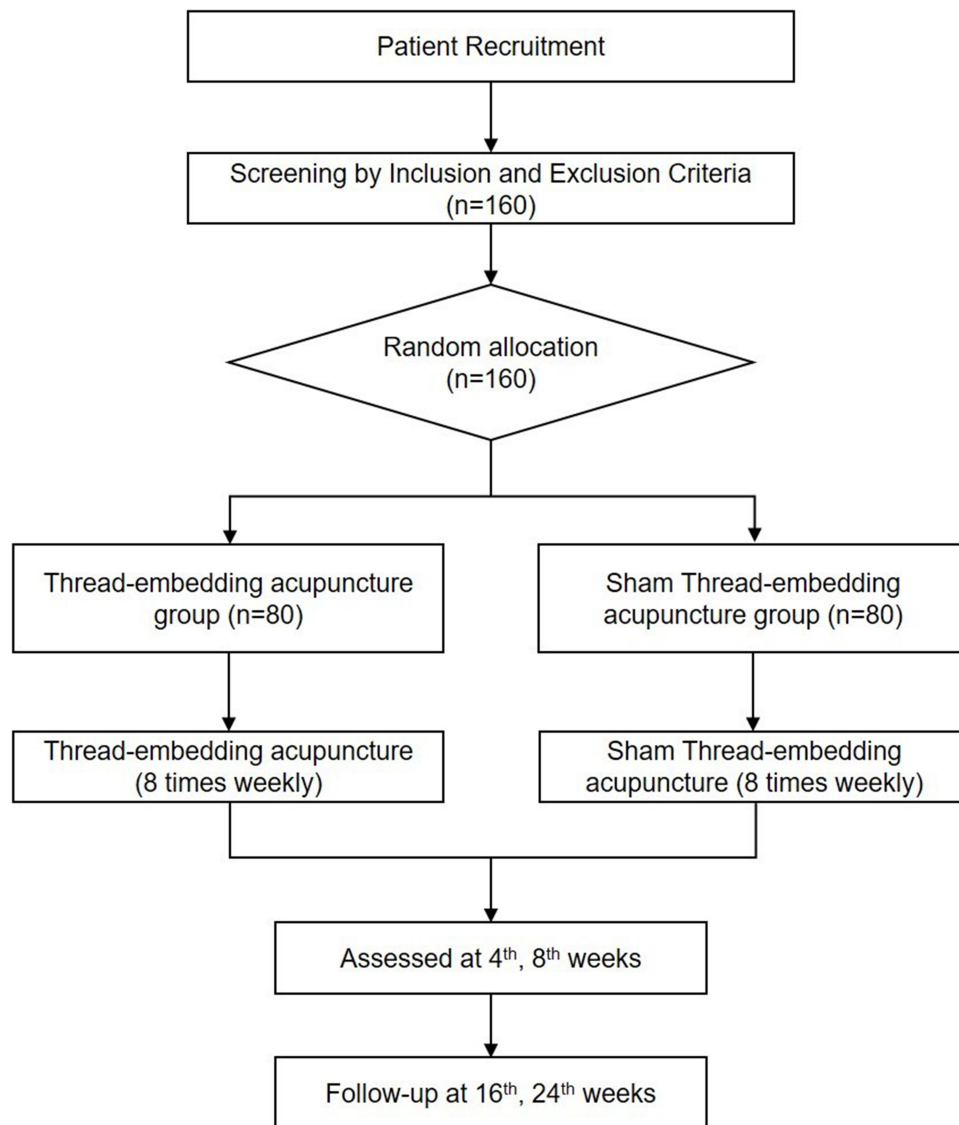 Patient Recruitment
Screening by Inclusion and Exclusion Criteria
(n=160)
Random allocation
(n=160)
Thread-embedding acupuncture
group (n=80)
Sham Thread-embedding
acupuncture group (n=80)
Thread-embedding acupuncture
(8 times weekly)
Sham Thread-embedding
acupuncture (8 times weekly)
Assessed at 4th, 8th weeks
Follow-up at 16th, 24th weeks